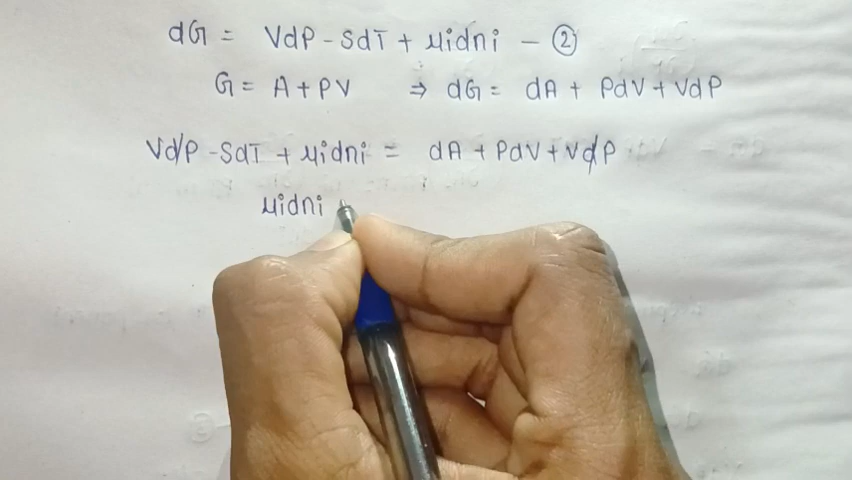 dG = VdP - SdT + μidni - ②
G = A + PV ⇒ dG = dA + PdV + VdP
VdP - SdT + μidni = dA + PdV + VdP
μidni